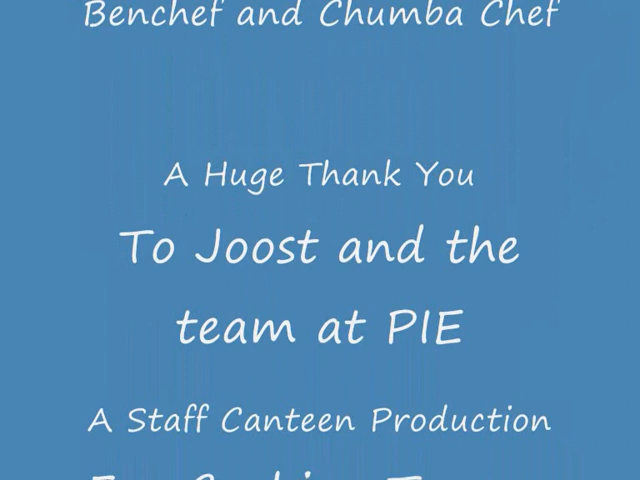 Benchef and Chumba Chef
A Huge Thank You
To Joost and the
team at PIE
A Staff Canteen Production